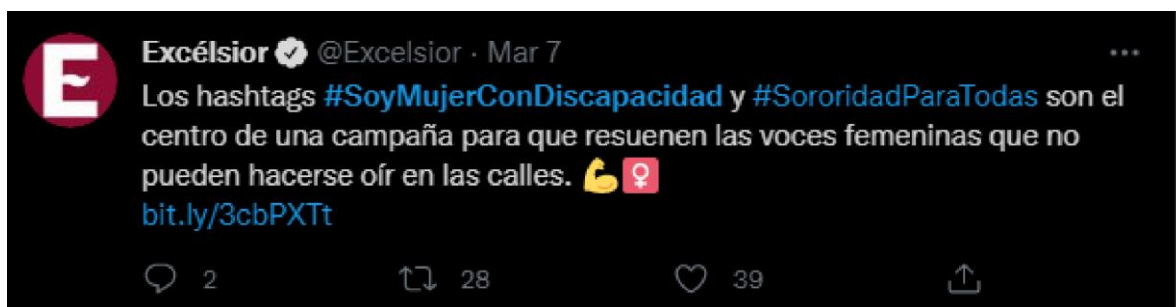 E
Excélsior @Excelsior · Mar 7
Los hashtags #SoyMujerConDiscapacidad y #SororidadParaTodas son el
centro de una campaña para que resuenen las voces femeninas que no
pueden hacerse oír en las calles. 💪♀️
bit.ly/3cbPXTt
2 28 39